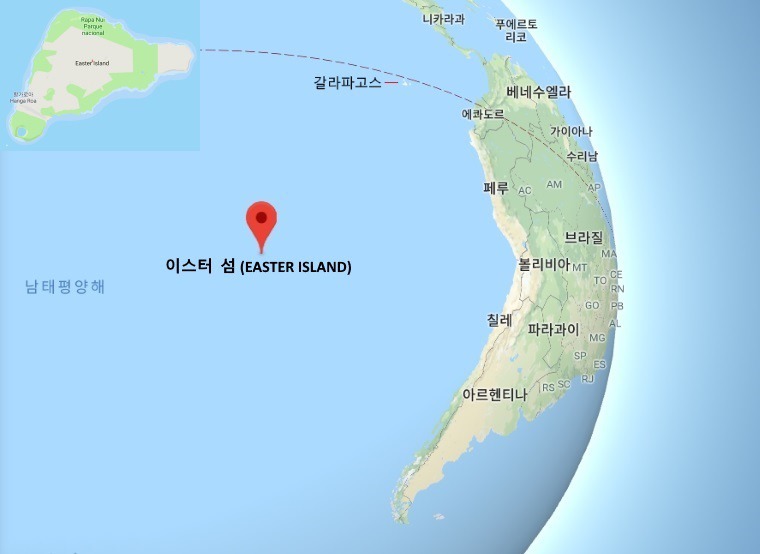 Rapa Nui
Parque
nacional
Easter Island
항가로아
Hanga Roa
니카라과
푸에르토
리코
갈라파고스
베네수엘라
에콰도르
가이아나
수리남
페루
AC
AM
AP
브라질
이스터 섬 (EASTER ISLAND)
볼리비아
MT
MA
CE
TO
RN
남태평양해
GO
PB
칠레
파라과이
AL
MG
SP
ES
아르헨티나
RS
SC
RJ